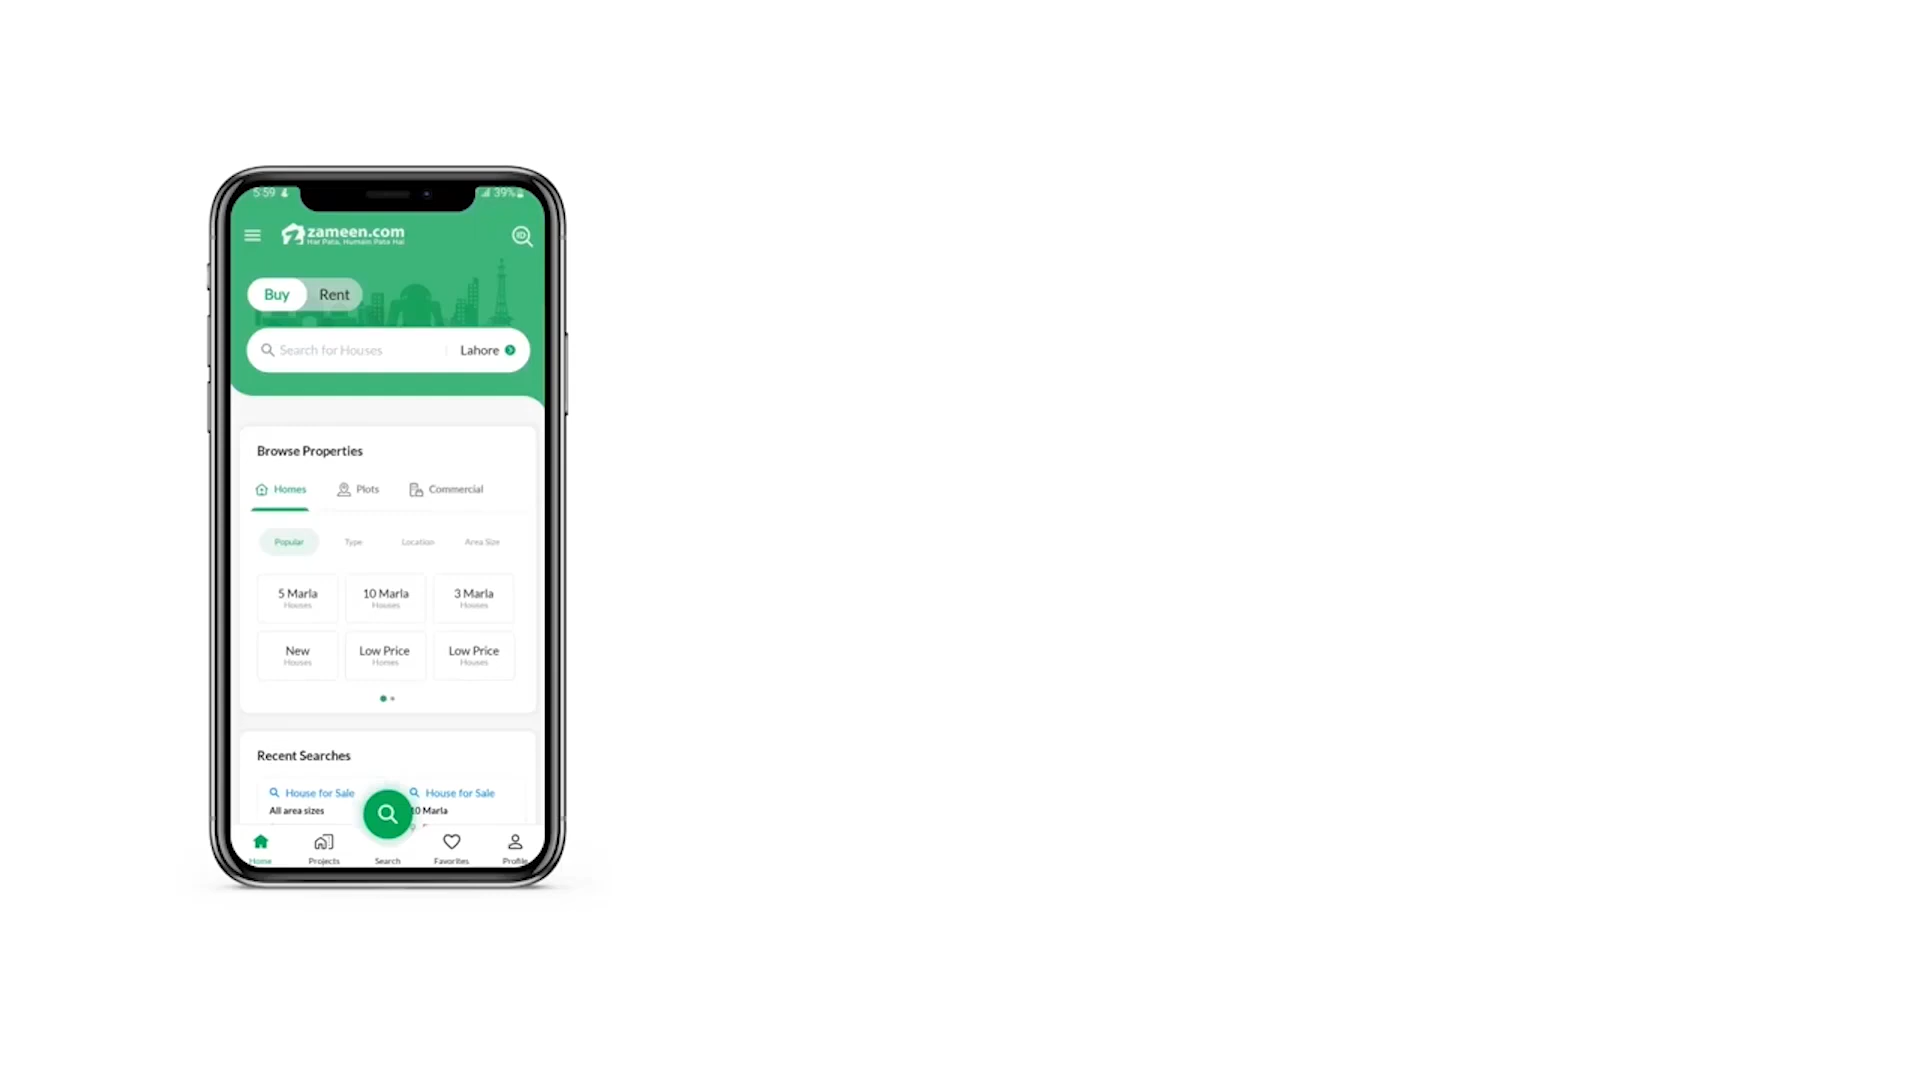 5:59
39%
zameen.com
Har Pata, Humein Pata Hai
Buy
Rent
Search for Houses
Lahore
Browse Properties
Homes
Plots
Commercial
Popular
Type
Location
Area Size
5 Marla
Houses
10 Marla
Houses
3 Marla
Houses
New
Houses
Low Price
Homes
Low Price
Houses
Recent Searches
House for Sale
All area sizes
House for Sale
10 Marla
Home
Projects
Search
Favorites
Profile